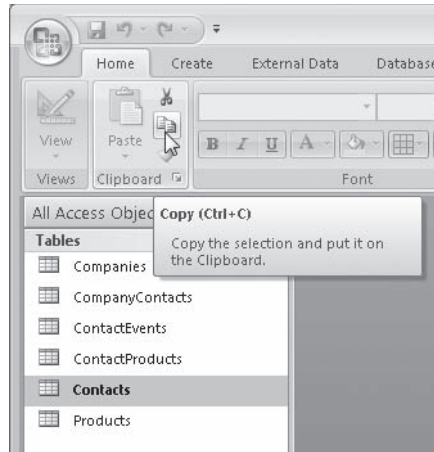 Home Create External Data Database
View Paste B I U A
Views Clipboard Font
All Access Objec
Copy (Ctrl+C)
Copy the selection and put it on
the Clipboard.
Tables
Companies
CompanyContacts
ContactEvents
ContactProducts
Contacts
Products